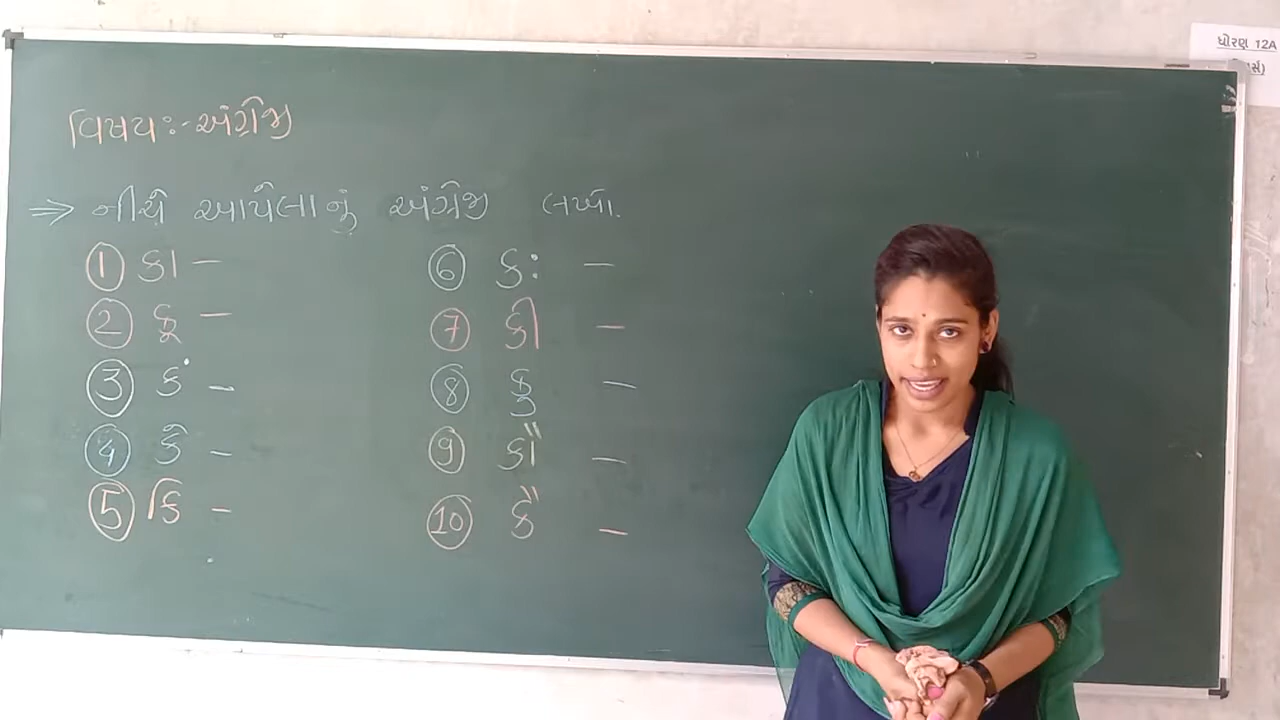 ધોરણ 12A
વિષય:- અંગ્રેજી
⇒ નીચે આપેલા નું અંગ્રેજી લખો.
1 કા –
6 કઃ –
2 કૂ –
7 કી –
3 કં –
8 કુ –
4 કે –
9 કૌ –
5 કિ –
10 કૈ –